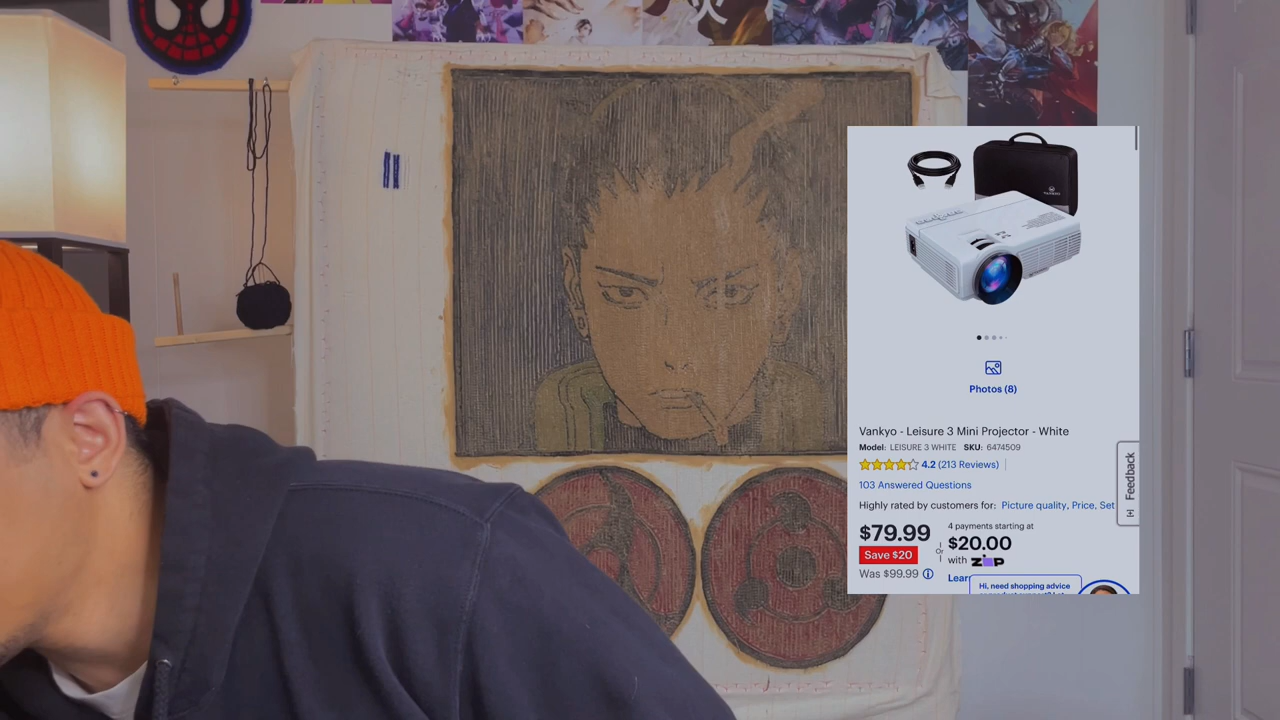 Photos (8)
Vankyo - Leisure 3 Mini Projector - White
Model: LEISURE 3 WHITE SKU: 6474509
4.2 (213 Reviews)
103 Answered Questions
Highly rated by customers for: Picture quality, Price, Set
$79.99
Save $20
Was $99.99
Or
4 payments starting at
$20.00
with ZIP
Lear
Hi, need shopping advice
[+] Feedback